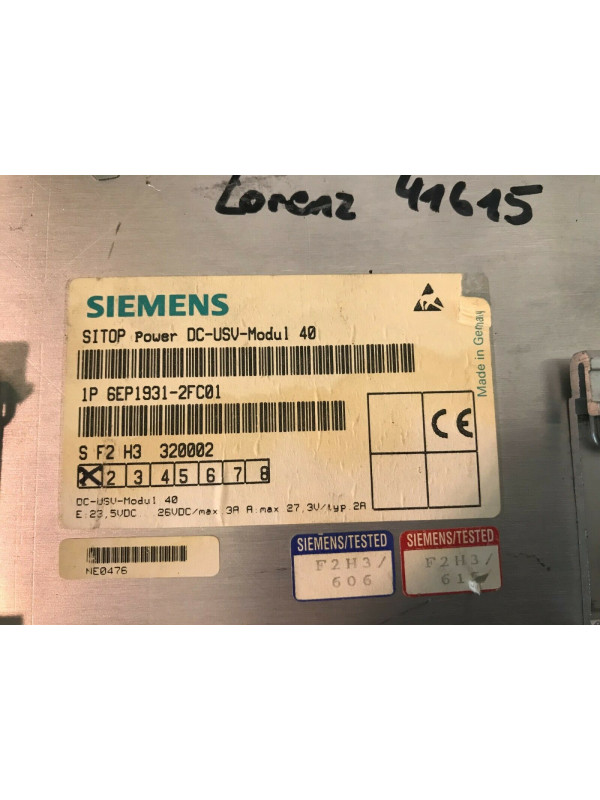 Lorenz 41615
SIEMENS
SITOP Power DC-USV-Modul 40
1P 6EP1931-2FC01
S F2 H3 320002
2 3 4 5 6 7 8
DC-USV-Modul 40
E:23,5VDC 26VDC/max 3A A:max 27,3V/typ.2A
CE
Made in Gemany
NE0476
SIEMENS/TESTED
F2H3/
606
SIEMENS/TESTED
F2H3/